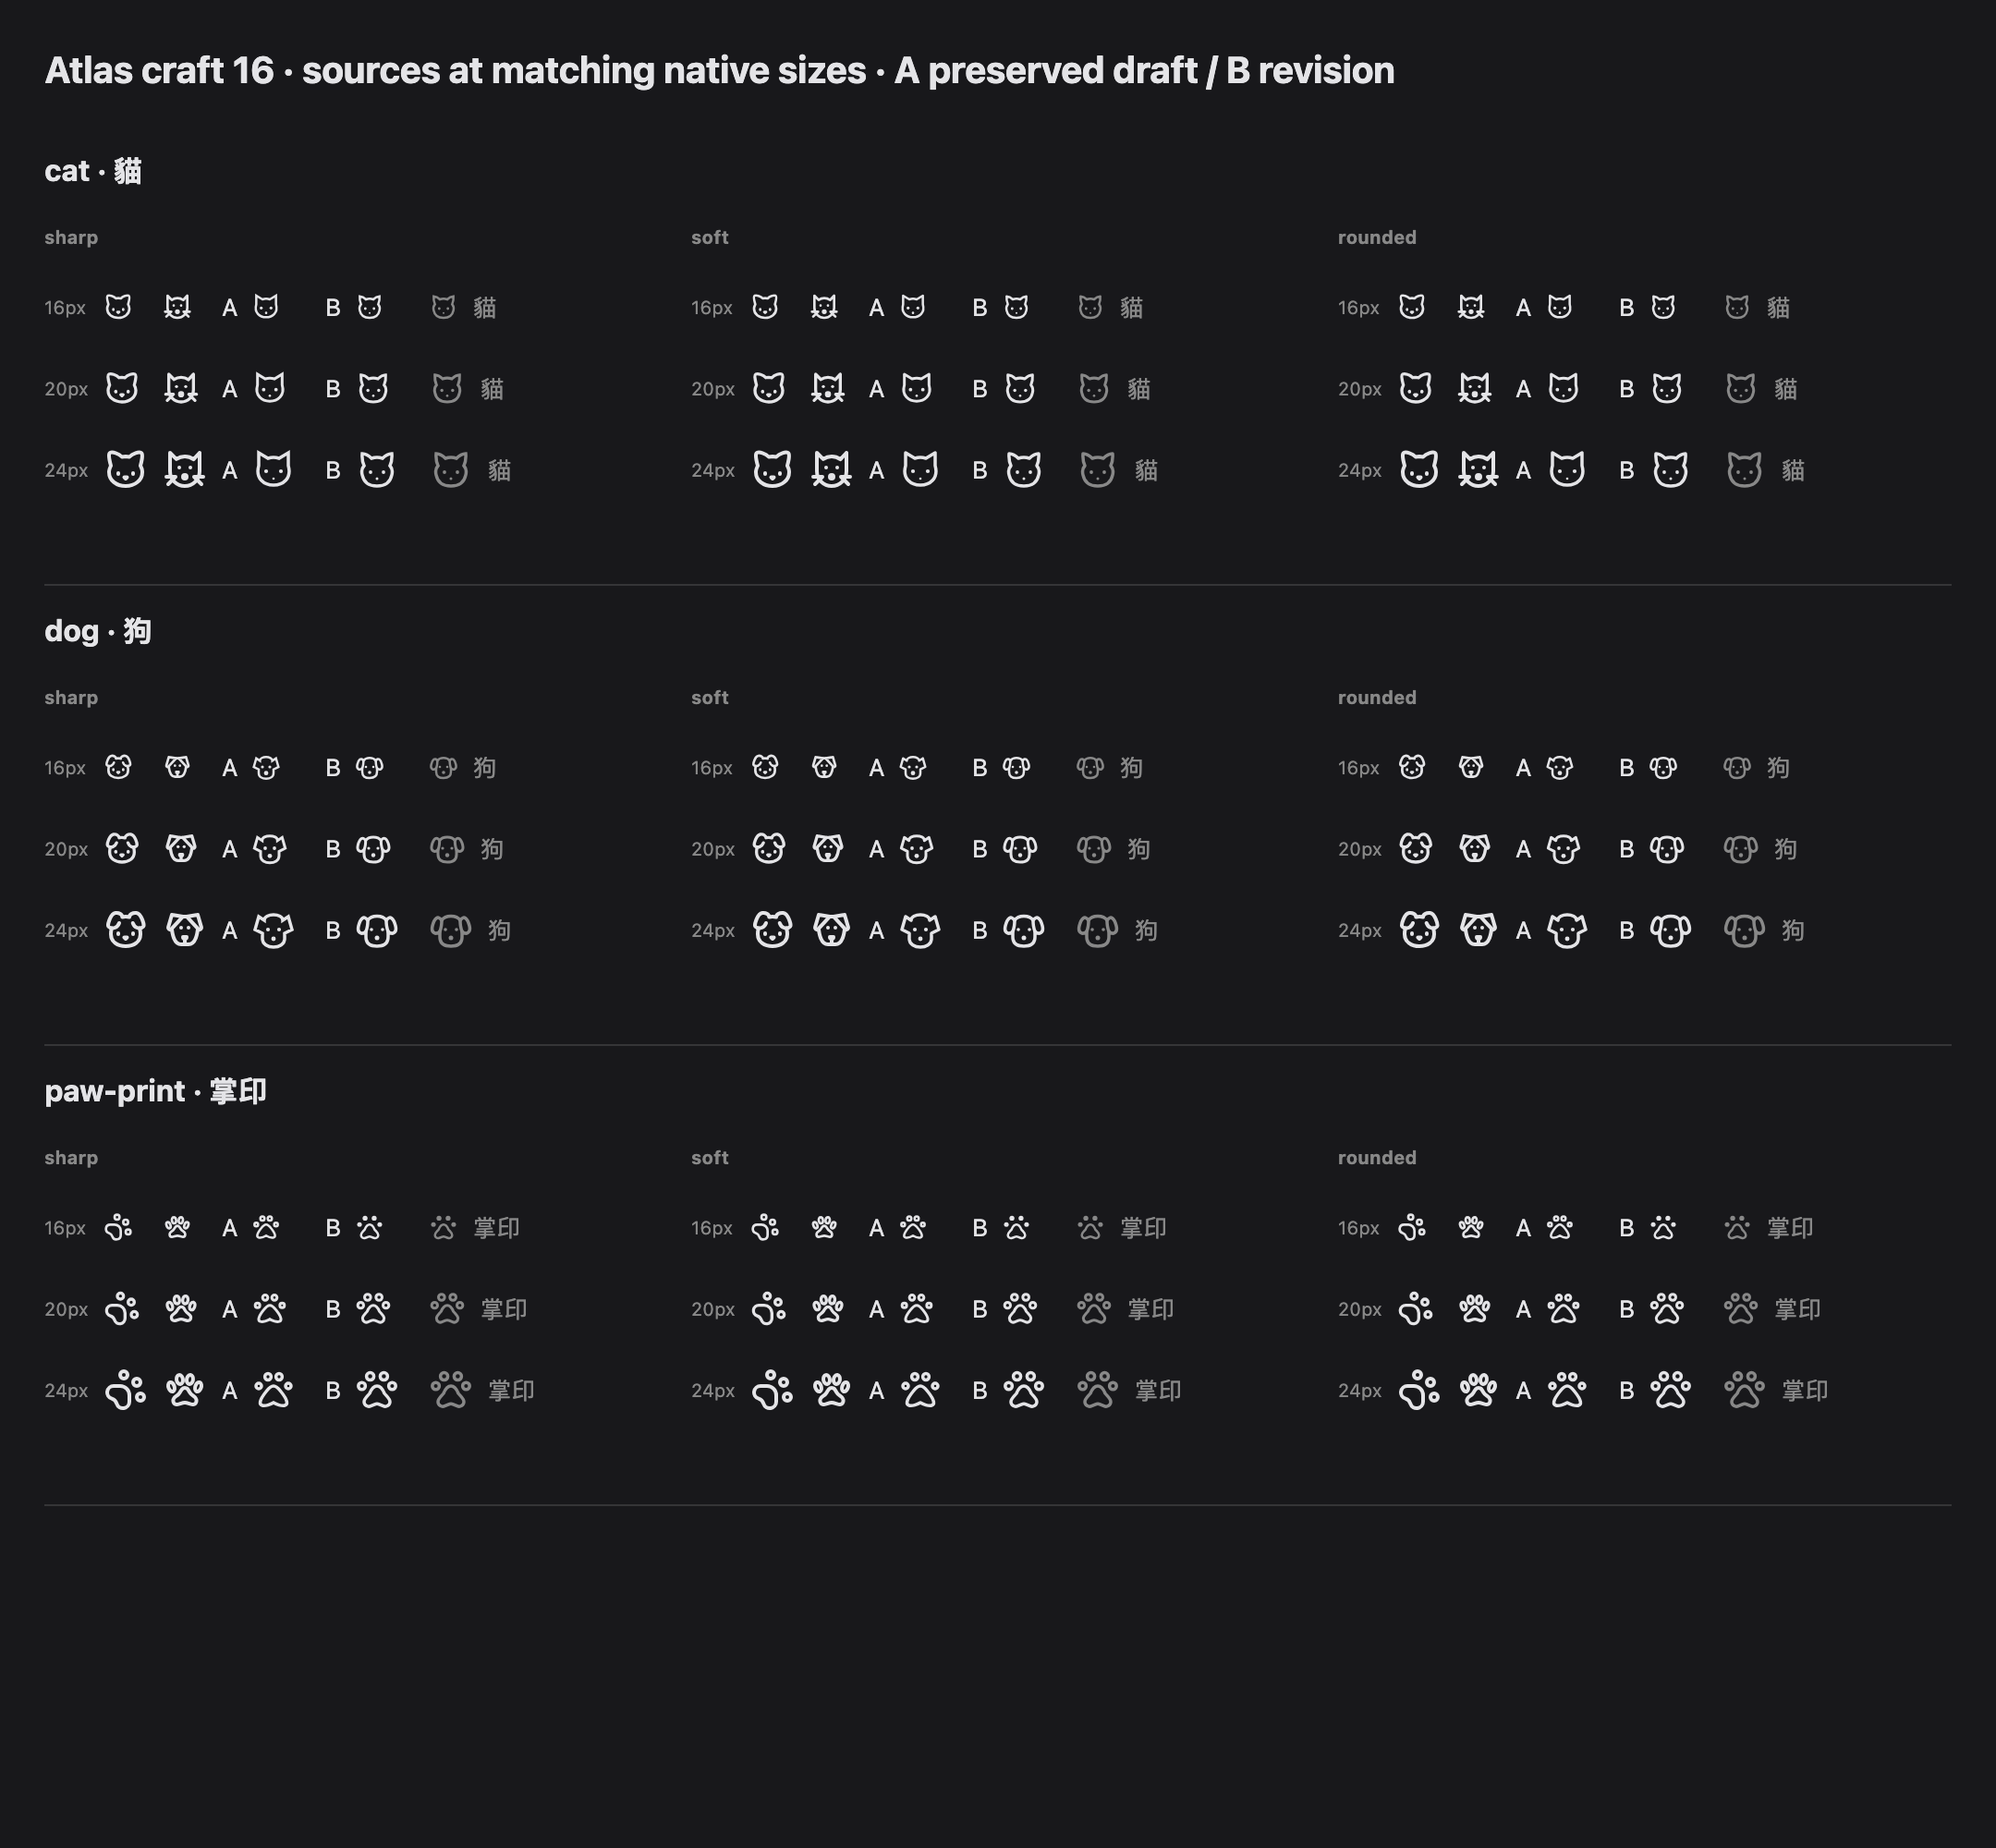 Atlas craft 16 · sources at matching native sizes · A preserved draft / B revision
cat · 貓
sharp soft rounded
16px A B 貓 16px A B 貓 16px A B 貓
20px A B 貓 20px A B 貓 20px A B 貓
24px A B 貓 24px A B 貓 24px A B 貓
dog · 狗
sharp soft rounded
16px A B 狗 16px A B 狗 16px A B 狗
20px A B 狗 20px A B 狗 20px A B 狗
24px A B 狗 24px A B 狗 24px A B 狗
paw-print · 掌印
sharp soft rounded
16px A B 掌印 16px A B 掌印 16px A B 掌印
20px A B 掌印 20px A B 掌印 20px A B 掌印
24px A B 掌印 24px A B 掌印 24px A B 掌印